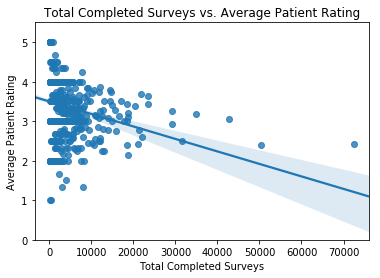 Total Completed Surveys vs. Average Patient Rating
Average Patient Rating
5
4
3
2
1
0
0 10000 20000 30000 40000 50000 60000 70000
Total Completed Surveys